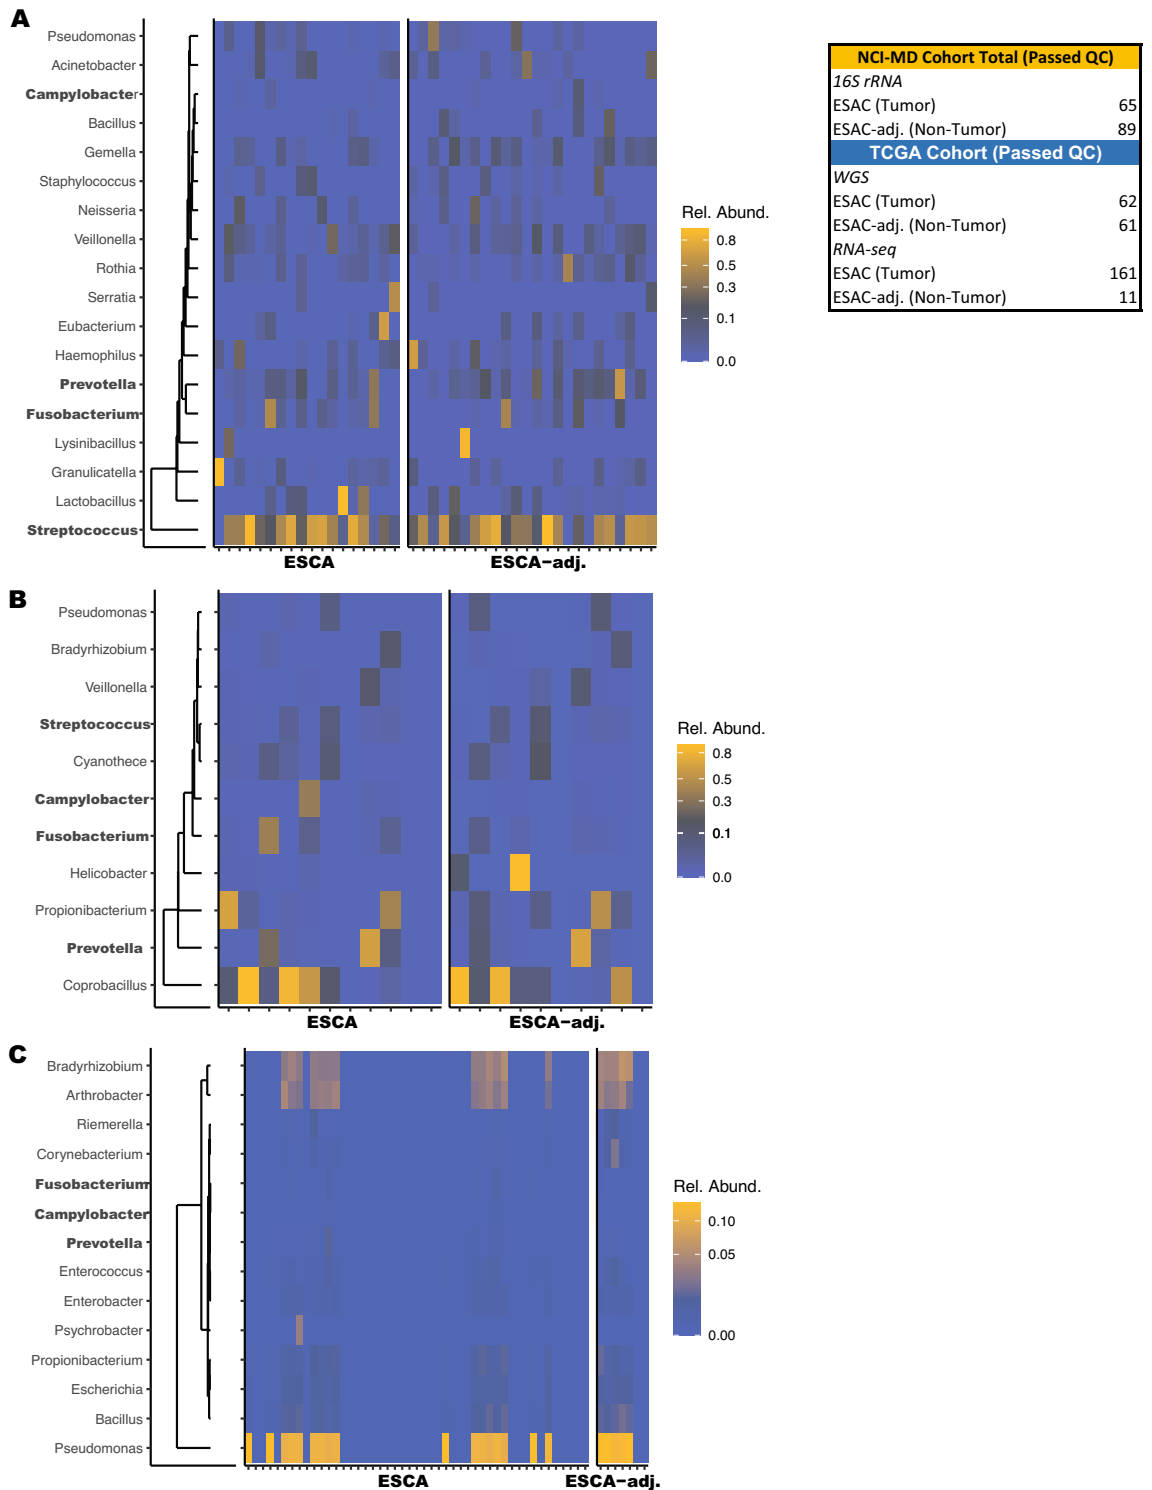 A
Pseudomonas
Acinetobacter
Campylobacter
Bacillus
Gemella
Staphylococcus
Neisseria
Veillonella
Rothia
Serratia
Eubacterium
Haemophilus
Prevotella
Fusobacterium
Lysinibacillus
Granulicatella
Lactobacillus
Streptococcus
ESCA
ESCA-adj.
Rel. Abund.
0.8
0.5
0.3
0.1
0.0
NCI-MD Cohort Total (Passed QC)
16S rRNA
ESAC (Tumor) 65
ESAC-adj. (Non-Tumor) 89
TCGA Cohort (Passed QC)
WGS
ESAC (Tumor) 62
ESAC-adj. (Non-Tumor) 61
RNA-seq
ESAC (Tumor) 161
ESAC-adj. (Non-Tumor) 11
B
Pseudomonas
Bradyrhizobium
Veillonella
Streptococcus
Cyanothece
Campylobacter
Fusobacterium
Helicobacter
Propionibacterium
Prevotella
Coprobacillus
ESCA
ESCA-adj.
Rel. Abund.
0.8
0.5
0.3
0.1
0.0
C
Bradyrhizobium
Arthrobacter
Riemerella
Corynebacterium
Fusobacterium
Campylobacter
Prevotella
Enterococcus
Enterobacter
Psychrobacter
Propionibacterium
Escherichia
Bacillus
Pseudomonas
ESCA
ESCA-adj.
Rel. Abund.
0.10
0.05
0.00